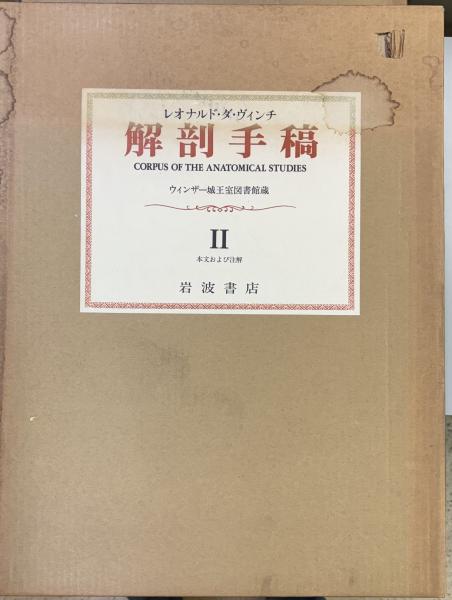 レオナルド・ダ・ヴィンチ
解剖手稿
CORPUS OF THE ANATOMICAL STUDIES
ウィンザー城王室図書館蔵
II
本文および注解
岩波書店